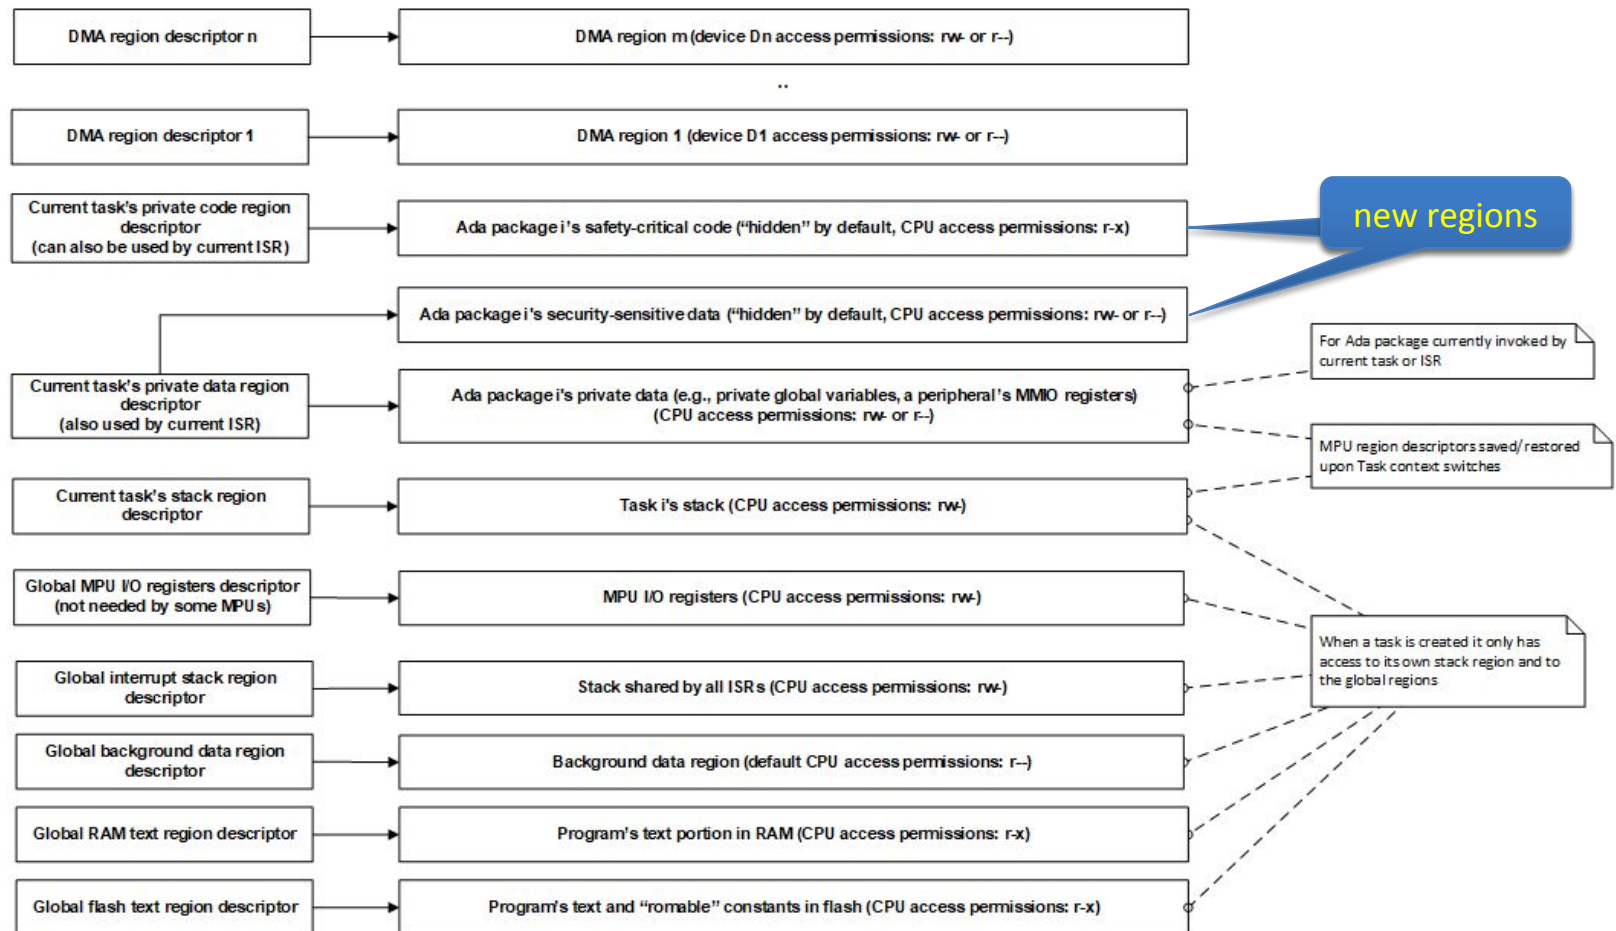 DMA region descriptor n
DMA region m (device Dn access permissions: rw- or r--)
..
DMA region descriptor 1
DMA region 1 (device D1 access permissions: rw- or r--)
Current task's private code region
descriptor
(can also be used by current ISR)
Ada package i's safety-critical code (“hidden” by default, CPU access permissions: r-x)
new regions
Ada package i's security-sensitive data (“hidden” by default, CPU access permissions: rw- or r--)
For Ada package currently invoked by
current task or ISR
Current task's private data region
descriptor
(also used by current ISR)
Ada package i's private data (e.g., private global variables, a peripheral's MMIO registers)
(CPU access permissions: rw- or r--)
MPU region descriptors saved/restored
upon Task context switches
Current task's stack region
descriptor
Task i's stack (CPU access permissions: rw-)
Global MPU I/O registers descriptor
(not needed by some MPUs)
MPU I/O registers (CPU access permissions: rw-)
When a task is created it only has
access to its own stack region and to
the global regions
Global interrupt stack region
descriptor
Stack shared by all ISRs (CPU access permissions: rw-)
Global background data region
descriptor
Background data region (default CPU access permissions: r--)
Global RAM text region descriptor
Program's text portion in RAM (CPU access permissions: r-x)
Global flash text region descriptor
Program's text and “romable” constants in flash (CPU access permissions: r-x)